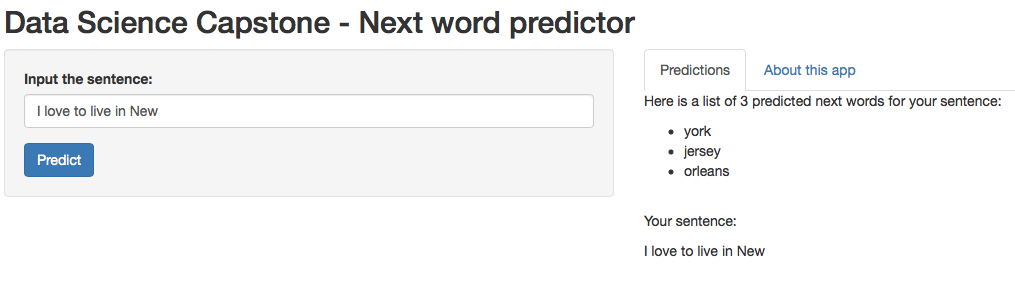 Data Science Capstone - Next word predictor
Input the sentence:
I love to live in New
Predict
Predictions
About this app
Here is a list of 3 predicted next words for your sentence:
york
jersey
orleans
Your sentence:
I love to live in New